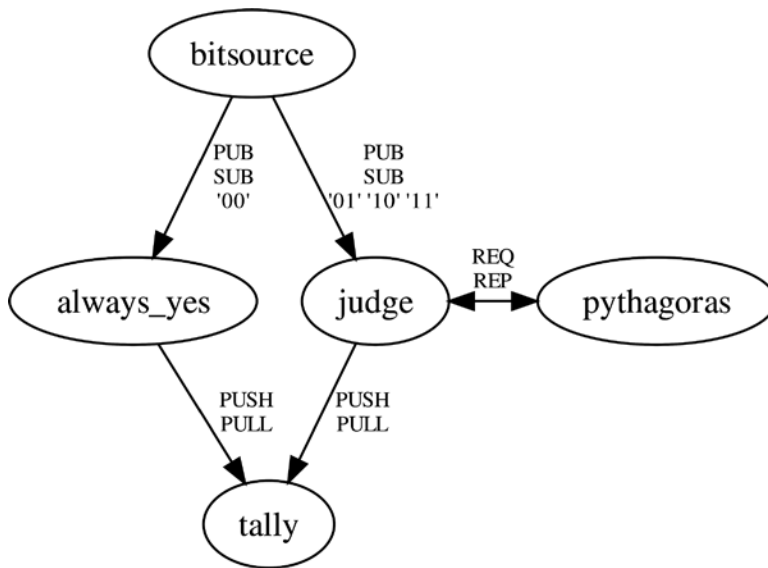 bitsource
PUB
SUB
'00'
PUB
SUB
'01' '10' '11'
always_yes
judge
REQ
REP
pythagoras
PUSH
PULL
PUSH
PULL
tally